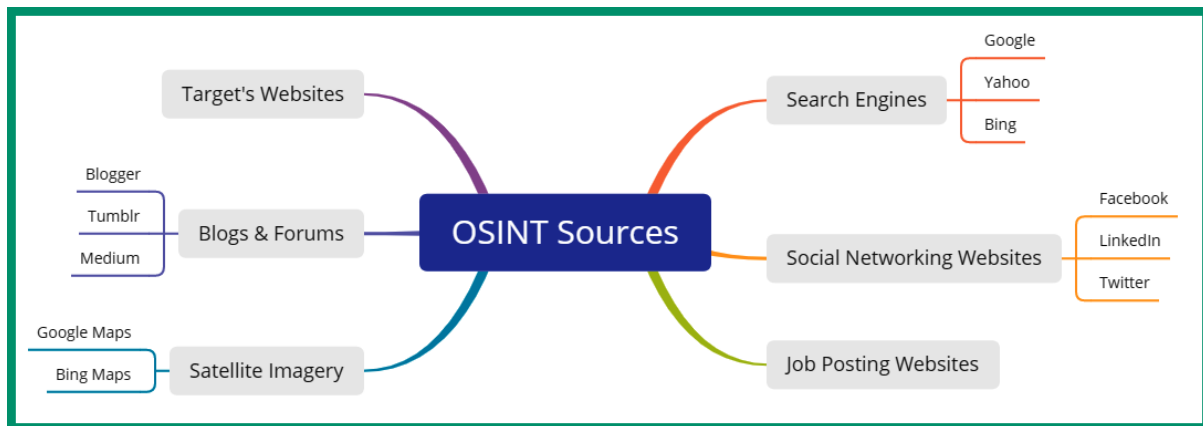 OSINT Sources
Target's Websites
Blogs & Forums
Blogger
Tumblr
Medium
Satellite Imagery
Google Maps
Bing Maps
Search Engines
Google
Yahoo
Bing
Social Networking Websites
Facebook
LinkedIn
Twitter
Job Posting Websites